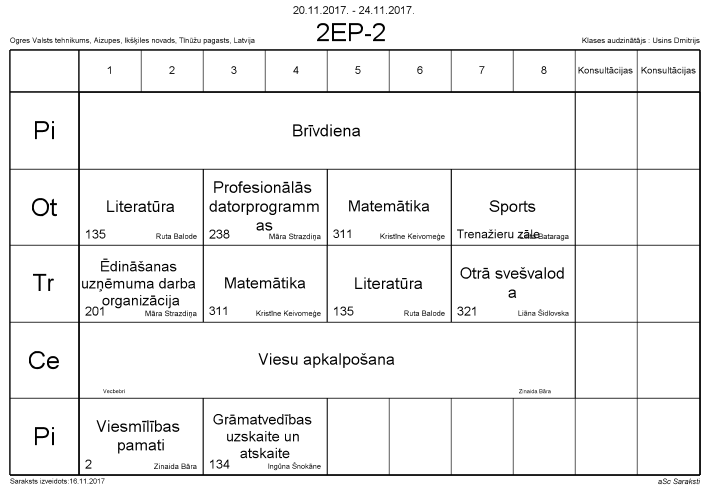 20.11.2017. - 24.11.2017.
Ogres Valsts tehnikums, Aizupes, Ikšķiles novads, Tīnūžu pagasts, Latvija
2EP-2
Klases audzinātājs : Usins Dmitrijs
1 2 3 4 5 6 7 8 Konsultācijas Konsultācijas
Pi
Brīvdiena
Ot
Literatūra
135 Ruta Balode
Profesionālās
datorprogramm
as
238 Māra Strazdiņa
Matemātika
311 Kristīne Keivomeģe
Sports
Trenažieru zāle Bataraga
Tr
Ēdināšanas
uzņēmuma darba
organizācija
201 Māra Strazdiņa
Matemātika
311 Kristīne Keivomeģe
Literatūra
135 Ruta Balode
Otrā svešvalod
a
321 Liāna Šidlovska
Ce
Viesu apkalpošana
Vecbebri Zinaida Bāra
Pi
Viesmīlības
pamati
2 Zinaida Bāra
Grāmatvedības
uzskaite un
atskaite
134 Ingūna Šnokāne
Saraksts izveidots:16.11.2017
aSc Saraksti